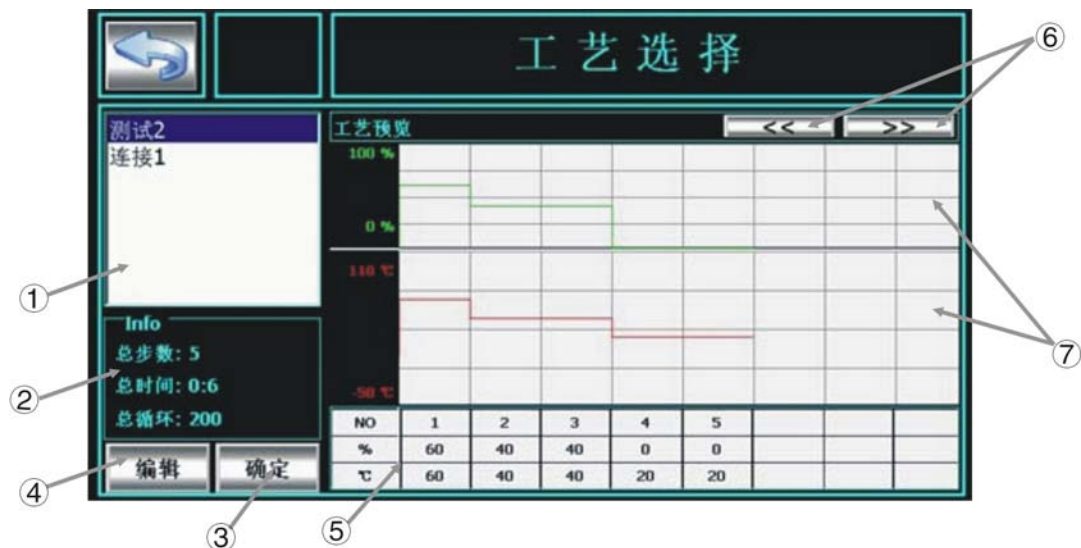 工艺选择
⑥
测试2
连接1
工艺预览
<<
>>
100 %
0 %
110 ℃
-50 ℃
①
Info
总步数: 5
总时间: 0:6
总循环: 200
②
⑦
NO 1 2 3 4 5
% 60 40 40 0 0
℃ 60 40 40 20 20
编辑
确定
④
③
⑤